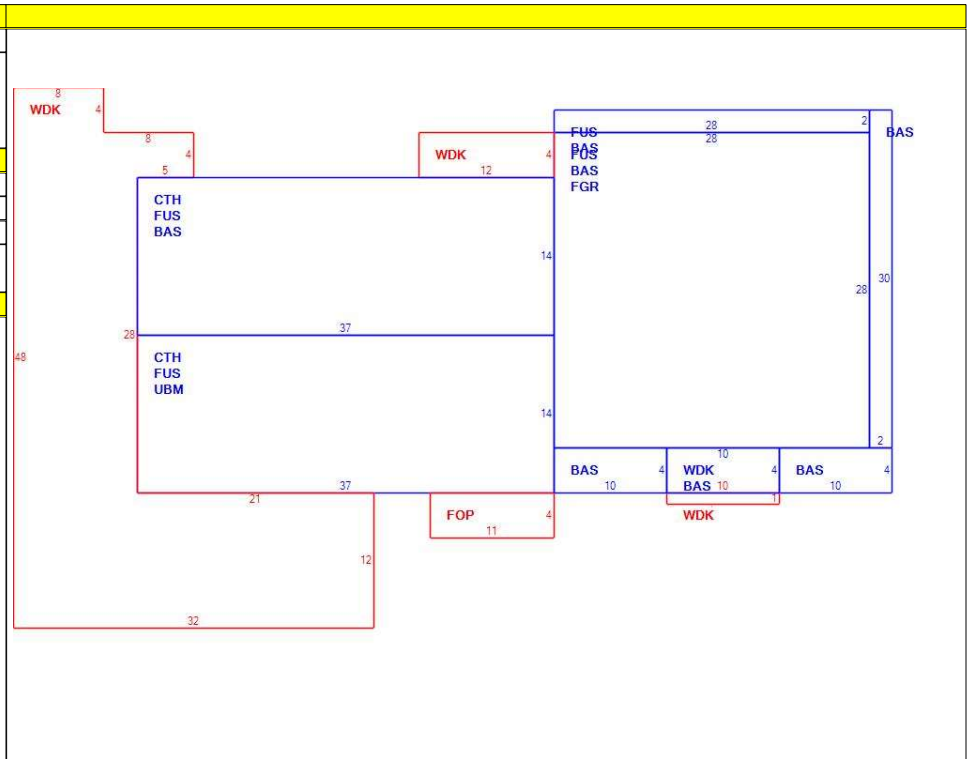 8
WDK 4
8
4
5
WDK 4
12
28 2
28
FUS
BAS
FUS
BAS
FGR
BAS
CTH
FUS
BAS
14
28
30
37
28
48
CTH
FUS
UBM
14
37
21
2
10
BAS 4
10
WDK 4
BAS 10
1
WDK
BAS 4
10
FOP 4
11
12
32